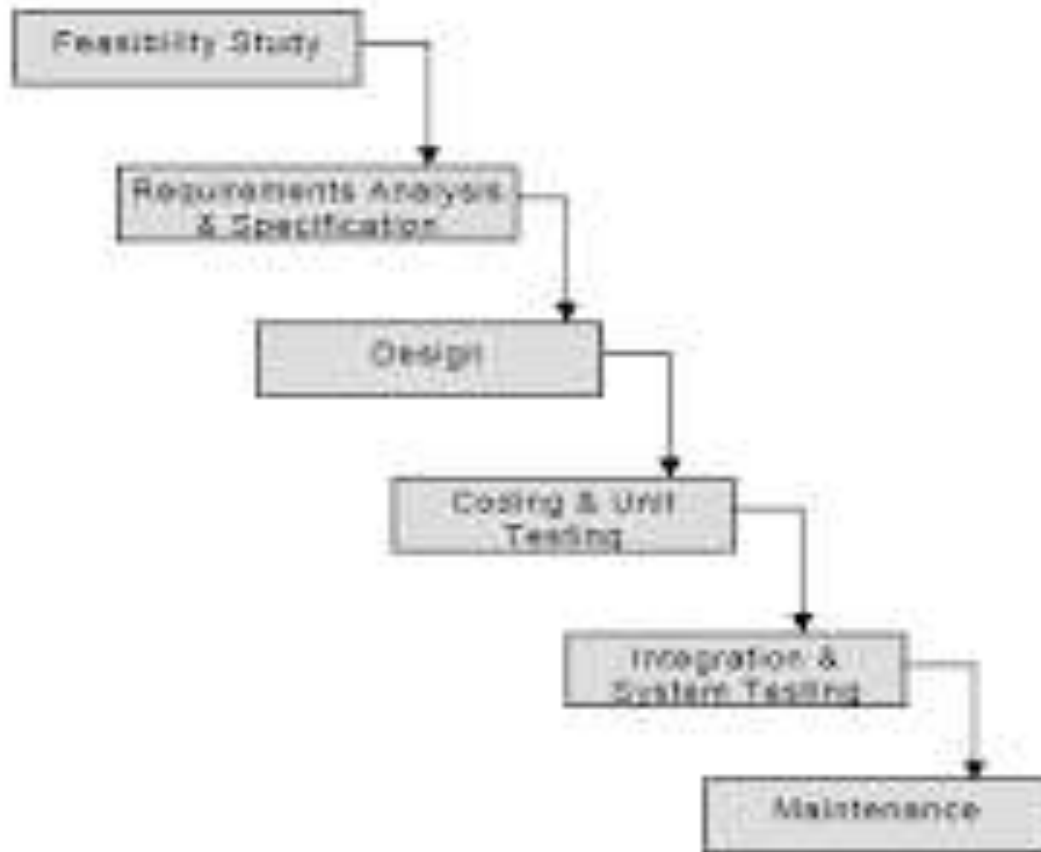 Feasibility Study
Requirements Analysis
& Specification
Design
Coding & Unit
Testing
Integration &
System Testing
Maintenance